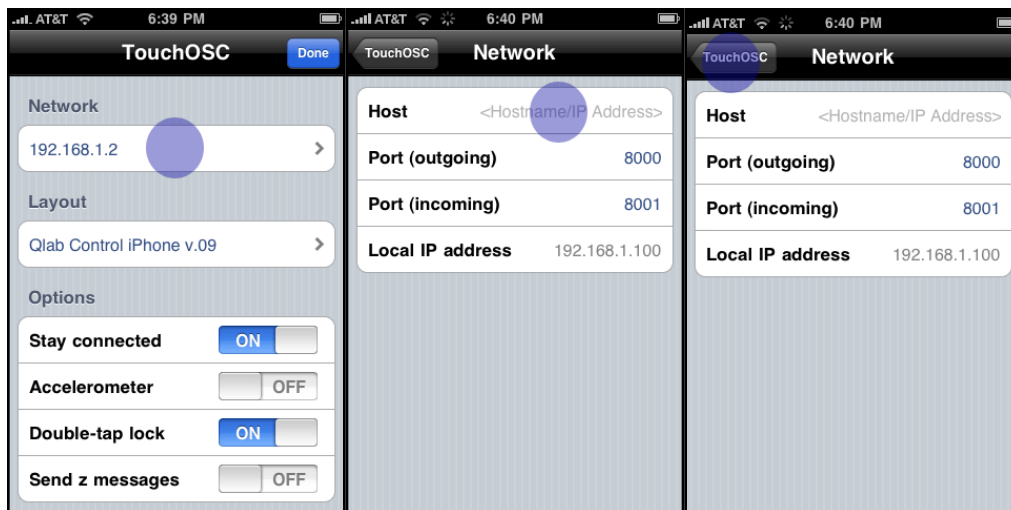 AT&T 6:39 PM
TouchOSC Done
Network
192.168.1.2
Layout
Qlab Control iPhone v.09
Options
Stay connected ON
Accelerometer OFF
Double-tap lock ON
Send z messages OFF
AT&T 6:40 PM
TouchOSC Network
Host <Hostname/IP Address>
Port (outgoing) 8000
Port (incoming) 8001
Local IP address 192.168.1.100
AT&T 6:40 PM
TouchOSC Network
Host <Hostname/IP Address>
Port (outgoing) 8000
Port (incoming) 8001
Local IP address 192.168.1.100